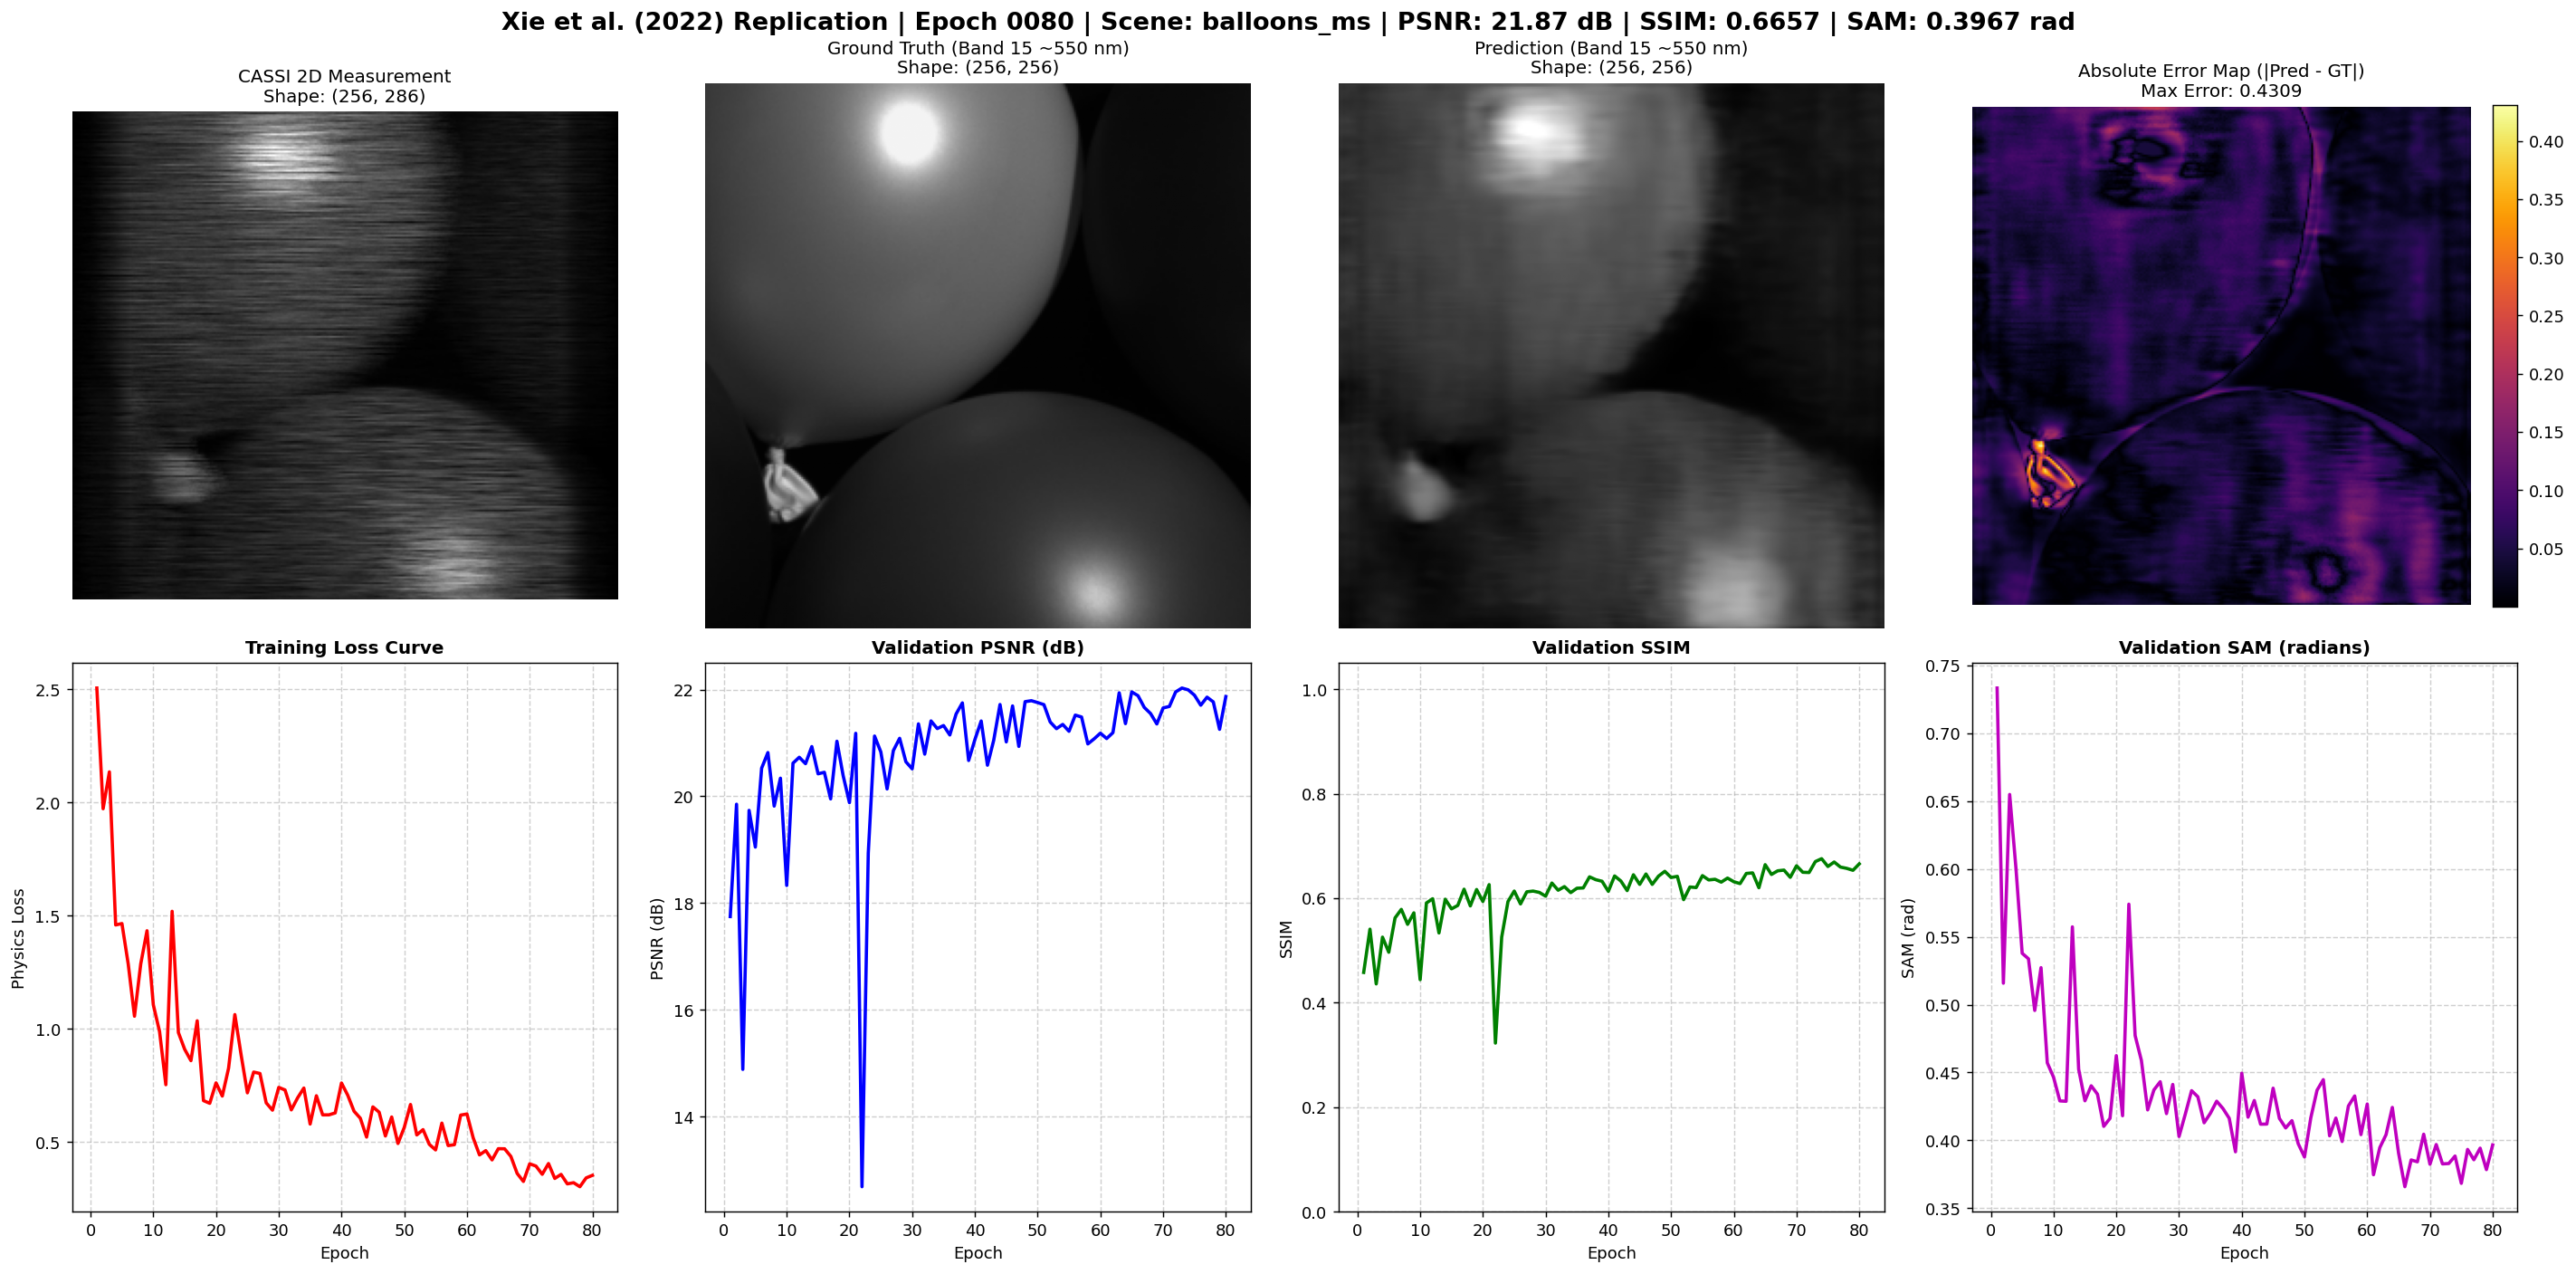 Xie et al. (2022) Replication | Epoch 0080 | Scene: balloons_ms | PSNR: 21.87 dB | SSIM: 0.6657 | SAM: 0.3967 rad
CASSI 2D Measurement
Shape: (256, 286)
Ground Truth (Band 15 ~550 nm)
Shape: (256, 256)
Prediction (Band 15 ~550 nm)
Shape: (256, 256)
Absolute Error Map (|Pred - GT|)
Max Error: 0.4309
0.40
0.35
0.30
0.25
0.20
0.15
0.10
0.05
Training Loss Curve
Physics Loss
2.5
2.0
1.5
1.0
0.5
0 10 20 30 40 50 60 70 80
Epoch
Validation PSNR (dB)
PSNR (dB)
22
20
18
16
14
0 10 20 30 40 50 60 70 80
Epoch
Validation SSIM
SSIM
1.0
0.8
0.6
0.4
0.2
0.0
0 10 20 30 40 50 60 70 80
Epoch
Validation SAM (radians)
SAM (rad)
0.75
0.70
0.65
0.60
0.55
0.50
0.45
0.40
0.35
0 10 20 30 40 50 60 70 80
Epoch